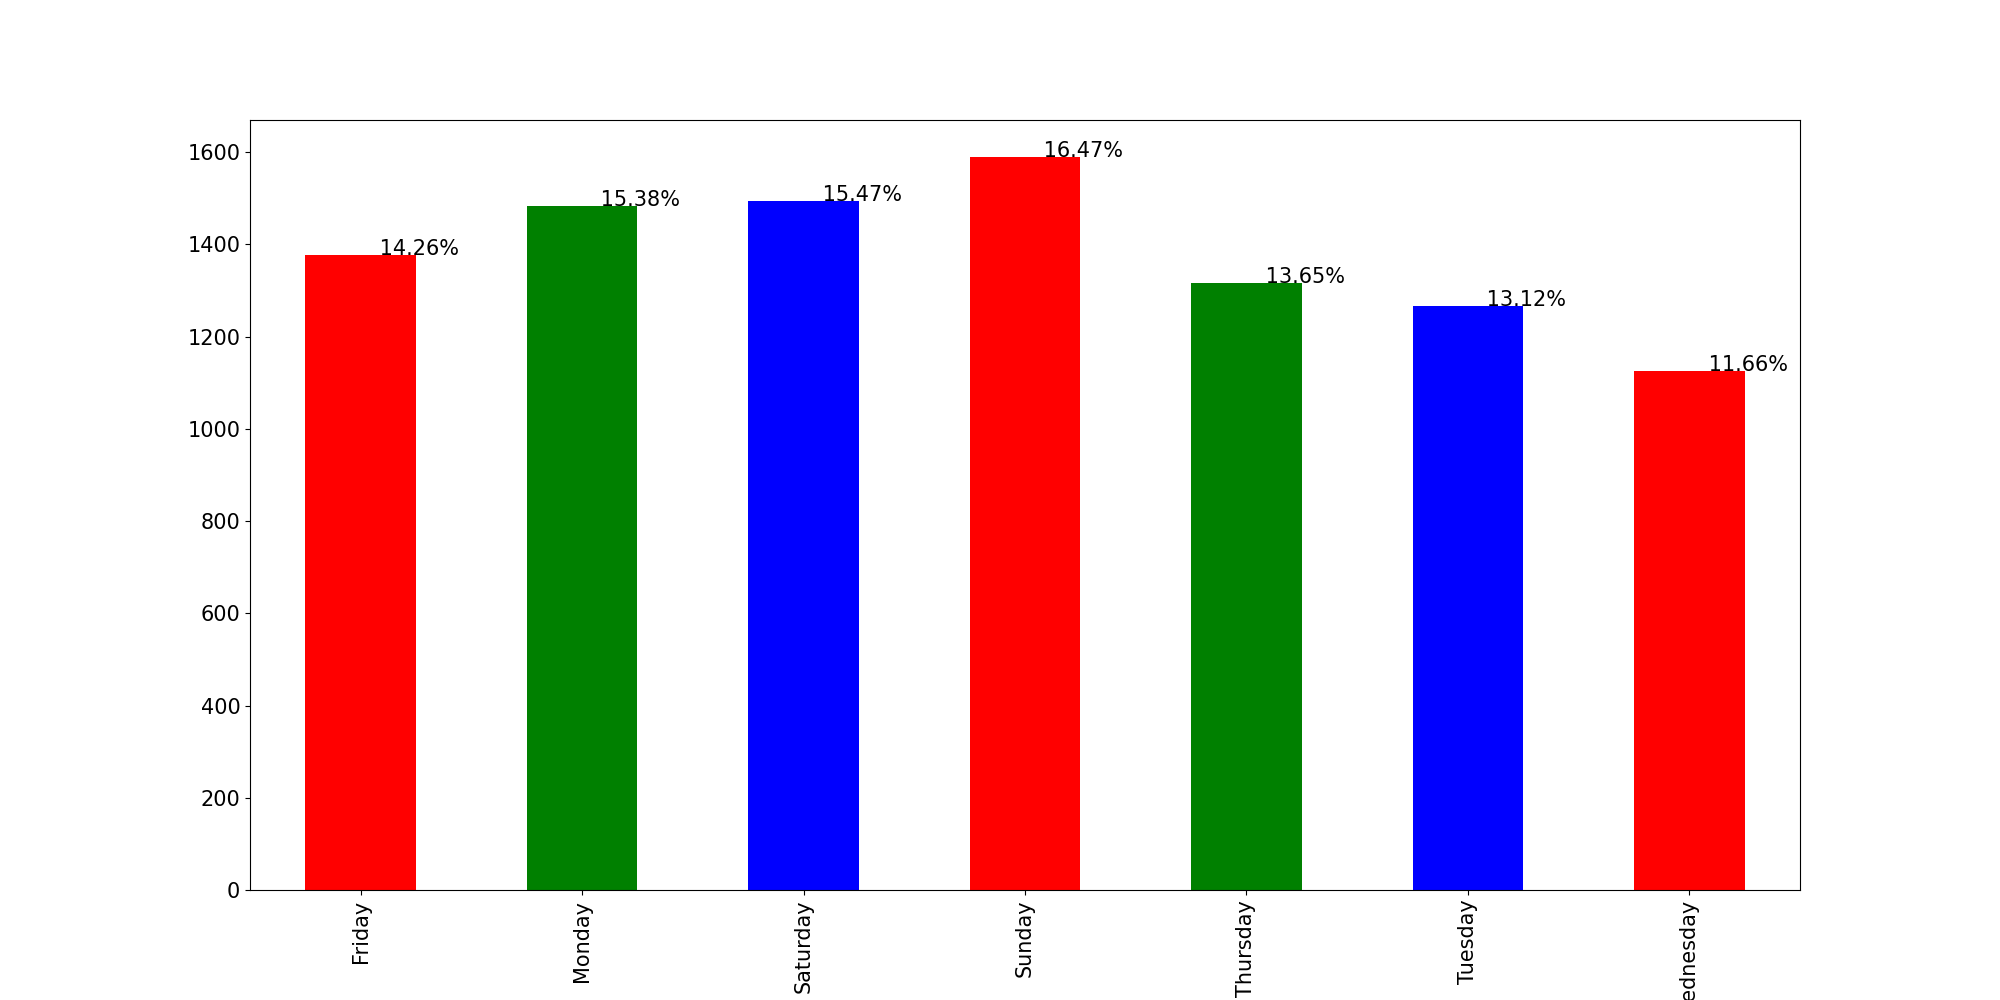 1600
1400
1200
1000
800
600
400
200
0
14.26%
15.38%
15.47%
16.47%
13.65%
13.12%
11.66%
Friday
Monday
Saturday
Sunday
Thursday
Tuesday
ednesday